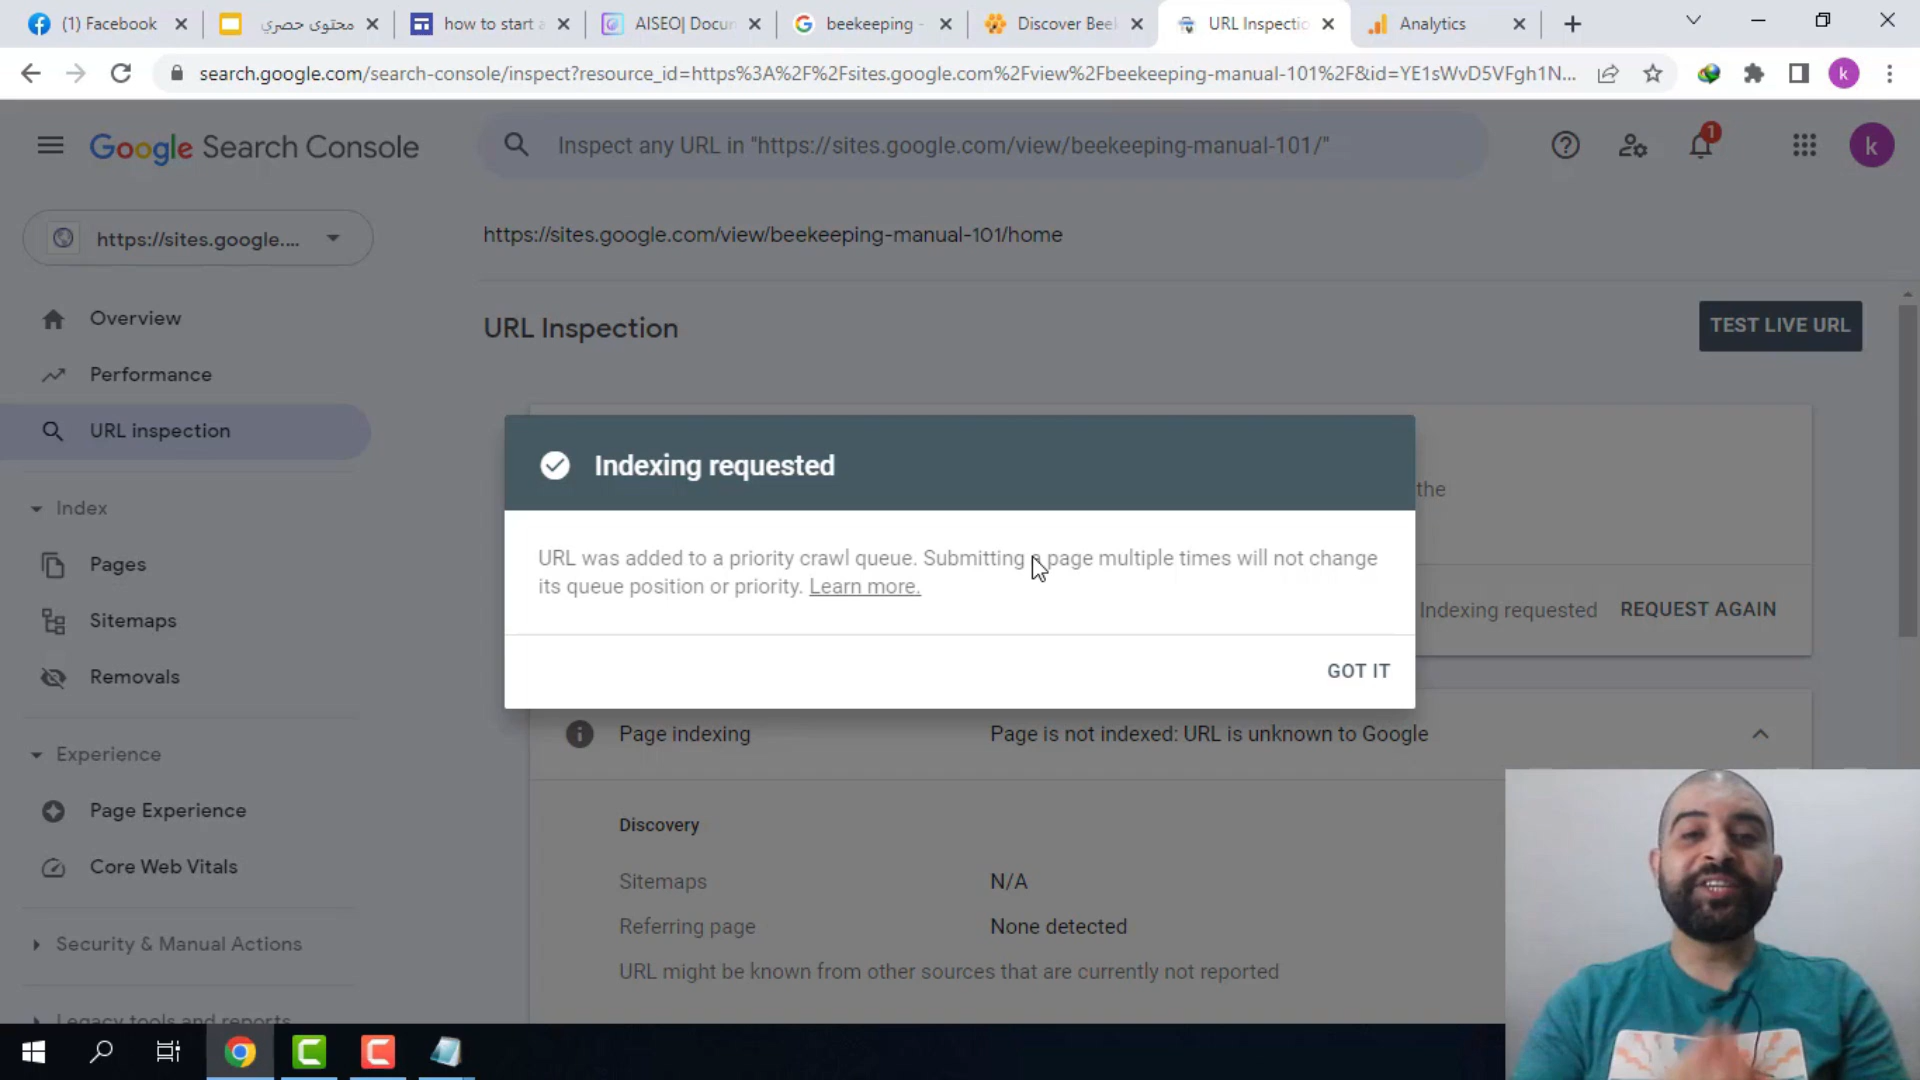 (1) Facebook
محتوى حصري
how to start a
AISEO| Docum
beekeeping -
Discover Beek
URL Inspectio
Analytics
search.google.com/search-console/inspect?resource_id=https%3A%2F%2Fsites.google.com%2Fview%2Fbeekeeping-manual-101%2F&id=YE1sWvD5VFgh1N...
k
Google Search Console
Inspect any URL in "https://sites.google.com/view/beekeeping-manual-101/"
1
k
https://sites.google....
https://sites.google.com/view/beekeeping-manual-101/home
Overview
Performance
URL inspection
Index
Pages
Sitemaps
Removals
Experience
Page Experience
Core Web Vitals
Security & Manual Actions
Legacy tools and reports
URL Inspection
TEST LIVE URL
the
Indexing requested
URL was added to a priority crawl queue. Submitting a page multiple times will not change
its queue position or priority. Learn more.
GOT IT
Indexing requested
REQUEST AGAIN
Page indexing
Page is not indexed: URL is unknown to Google
Discovery
Sitemaps
N/A
Referring page
None detected
URL might be known from other sources that are currently not reported